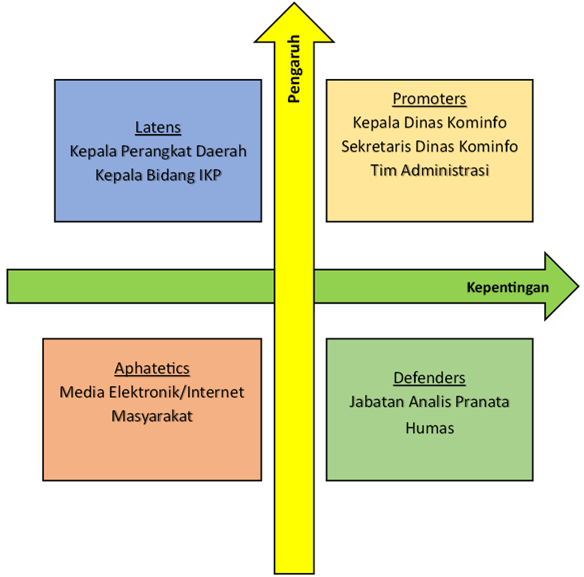 Pengaruh
Latens
Kepala Perangkat Daerah
Kepala Bidang IKP
Promoters
Kepala Dinas Kominfo
Sekretaris Dinas Kominfo
Tim Administrasi
Kepentingan
Aphatetics
Media Elektronik/Internet
Masyarakat
Defenders
Jabatan Analis Pranata
Humas